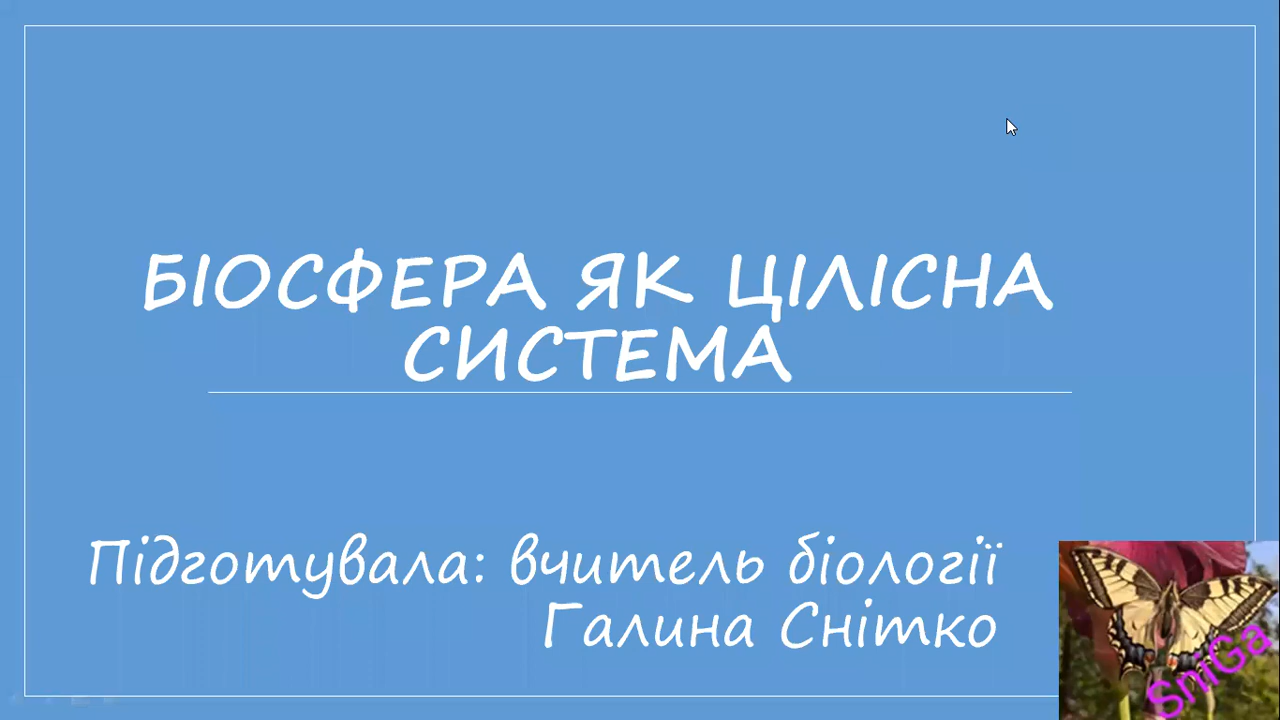 БІОСФЕРА ЯК ЦІЛІСНА
СИСТЕМА
Підготувала: вчитель біології
Галина Снітко
SniGa